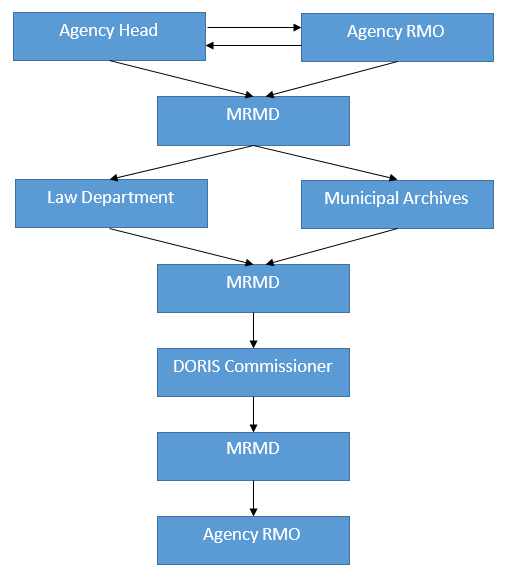 Agency Head
Agency RMO
MRMD
Law Department
Municipal Archives
MRMD
DORIS Commissioner
MRMD
Agency RMO